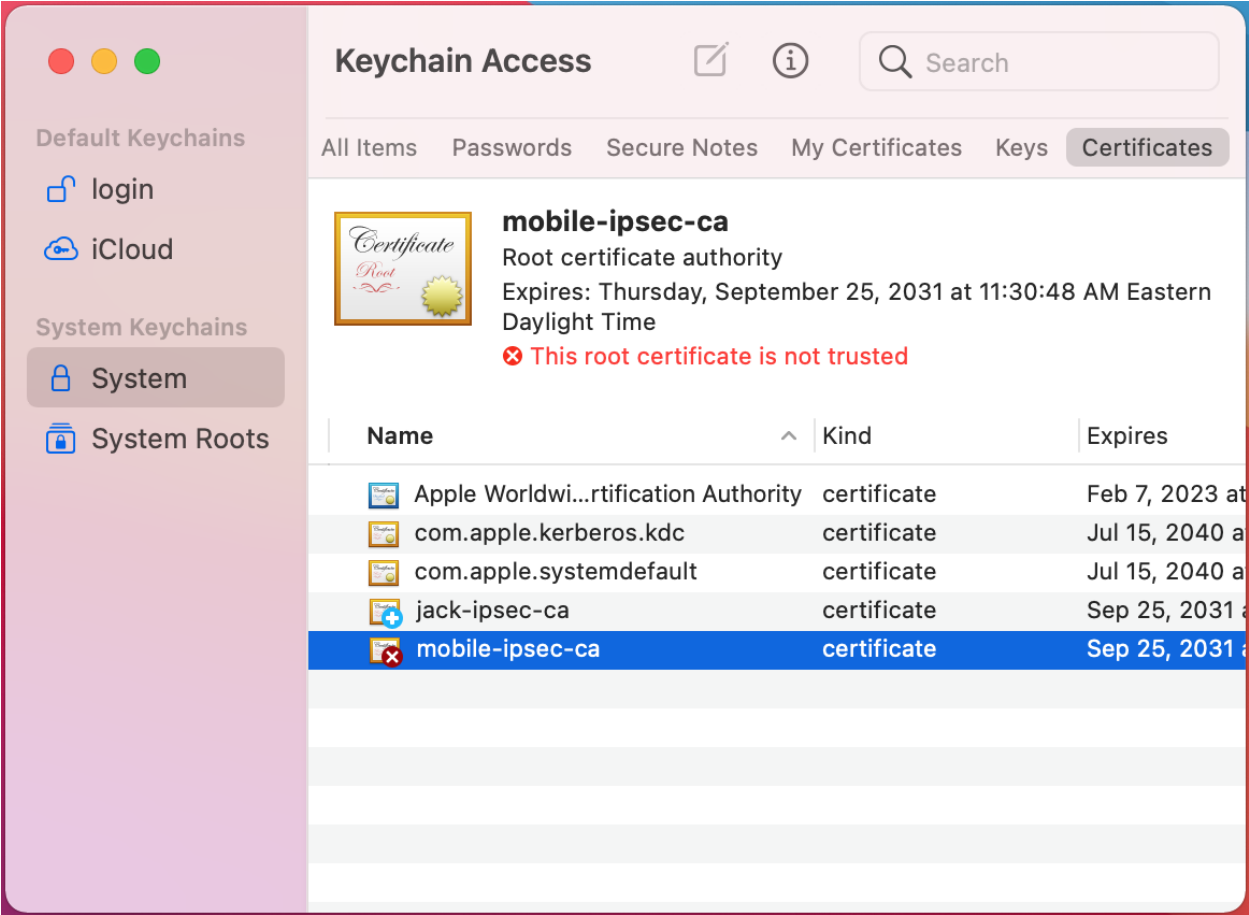 Keychain Access
Search
Default Keychains
login
iCloud
System Keychains
System
System Roots
All Items Passwords Secure Notes My Certificates Keys Certificates
Certificate
Root
mobile-ipsec-ca
Root certificate authority
Expires: Thursday, September 25, 2031 at 11:30:48 AM Eastern
Daylight Time
This root certificate is not trusted
Name Kind Expires
Apple Worldwi...rtification Authority certificate Feb 7, 2023 at
com.apple.kerberos.kdc certificate Jul 15, 2040 a
com.apple.systemdefault certificate Jul 15, 2040 a
jack-ipsec-ca certificate Sep 25, 2031 a
mobile-ipsec-ca certificate Sep 25, 2031 a